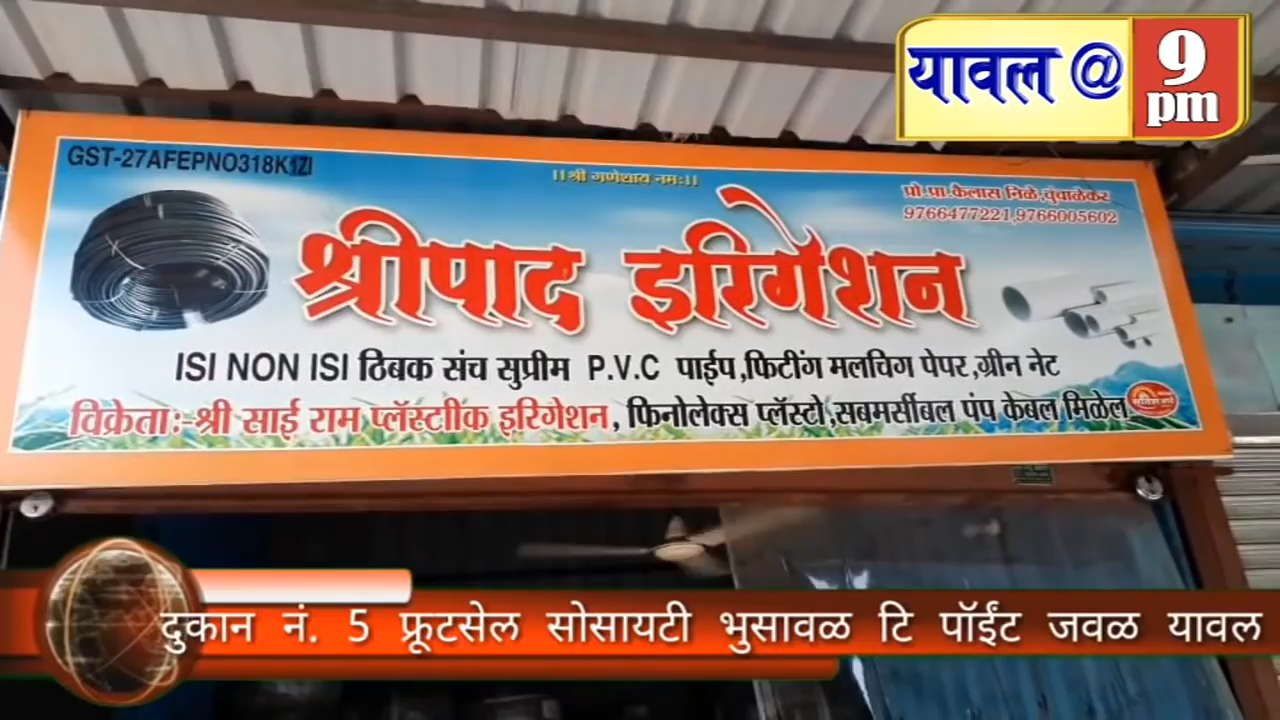 यावल @ 9 pm
GST-27AFEPNO318K1ZI
।।श्री गणेशाय नमः।।
प्रो.प्रा.कैलास निळे,चुंचाळेकर
9766477221,9766005602
श्रीपाद इरिगेशन
ISI NON ISI ठिबक संच सुप्रीम P.V.C पाईप,फिटींग मलचिग पेपर,ग्रीन नेट
विक्रेताः-श्री साई राम प्लॅस्टाीक इरिगेशन, फिनोलेक्स प्लॅस्टो,सबमर्सीबल पंप केबल मिळेल
दुकान नं. 5 फ्रूटसेल सोसायटी भुसावळ टि पॉईंट जवळ यावल